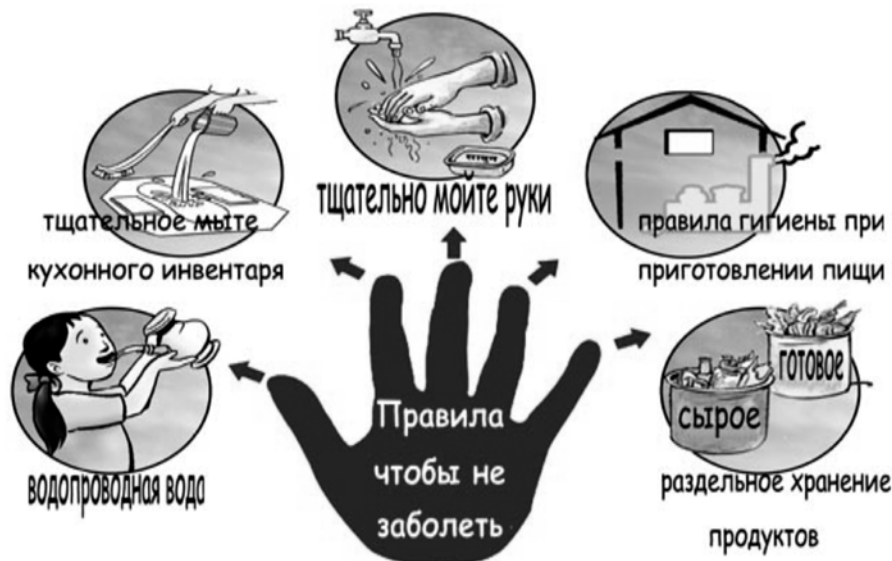 тщательно мойте руки
тщательное мыте
кухонного инвентаря
правила гигиены при
приготовлении пищи
водопроводная вода
Правила
чтобы не
заболеть
сырое
готовое
раздельное хранение
продуктов